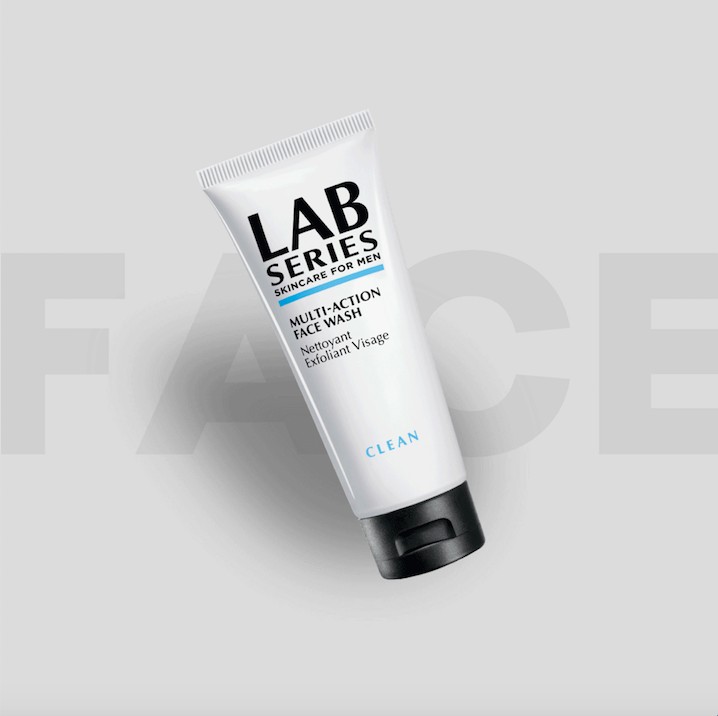 FACE
LAB
SERIES
SKINCARE FOR MEN
MULTI-ACTION
FACE WASH
Nettoyant
Exfoliant Visage
CLEAN